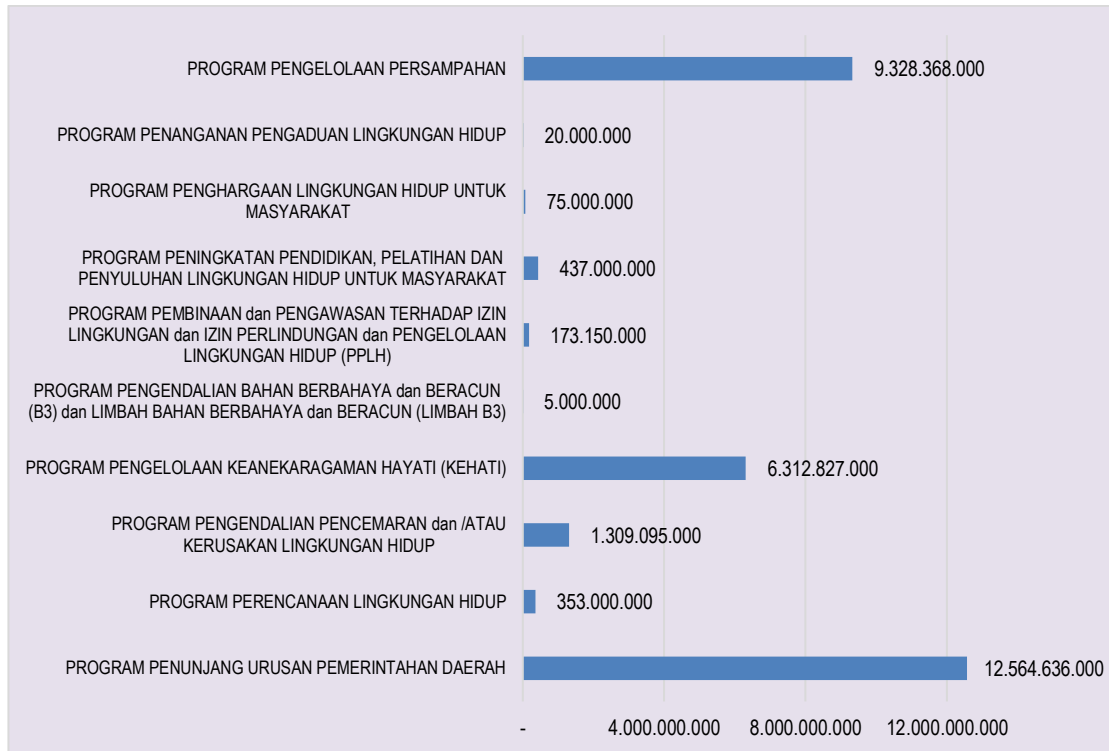 PROGRAM PENGELOLAAN PERSAMPAHAN
9.328.368.000
PROGRAM PENANGANAN PENGADUAN LINGKUNGAN HIDUP
20.000.000
PROGRAM PENGHARGAAN LINGKUNGAN HIDUP UNTUK
MASYARAKAT
75.000.000
PROGRAM PENINGKATAN PENDIDIKAN, PELATIHAN DAN
PENYULUHAN LINGKUNGAN HIDUP UNTUK MASYARAKAT
437.000.000
PROGRAM PEMBINAAN dan PENGAWASAN TERHADAP IZIN
LINGKUNGAN dan IZIN PERLINDUNGAN dan PENGELOLAAN
LINGKUNGAN HIDUP (PPLH)
173.150.000
PROGRAM PENGENDALIAN BAHAN BERBAHAYA dan BERACUN
(B3) dan LIMBAH BAHAN BERBAHAYA dan BERACUN (LIMBAH B3)
5.000.000
PROGRAM PENGELOLAAN KEANEKARAGAMAN HAYATI (KEHATI)
6.312.827.000
PROGRAM PENGENDALIAN PENCEMARAN dan /ATAU
KERUSAKAN LINGKUNGAN HIDUP
1.309.095.000
PROGRAM PERENCANAAN LINGKUNGAN HIDUP
353.000.000
PROGRAM PENUNJANG URUSAN PEMERINTAHAN DAERAH
12.564.636.000
- 4.000.000.000 8.000.000.000 12.000.000.000